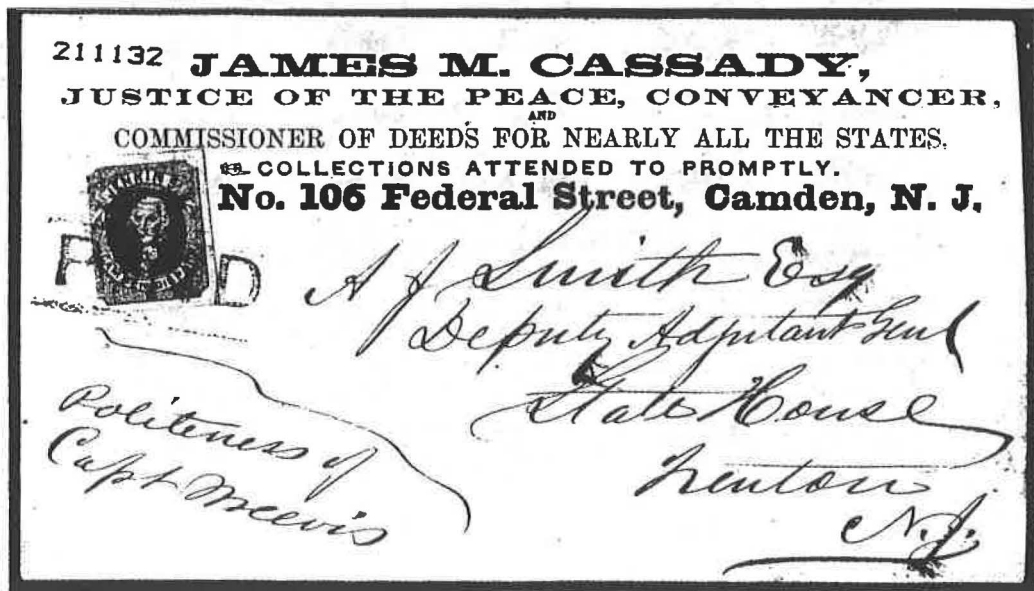 211132
JAMES M. CASSADY,
JUSTICE OF THE PEACE, CONVEYANCER,
AND
COMMISSIONER OF DEEDS FOR NEARLY ALL THE STATES.
COLLECTIONS ATTENDED TO PROMPTLY.
No. 106 Federal Street, Camden, N. J.
A J Smith Esq
Deputy Adjutant Genl
State House
Trenton
N.J.
Politeness of
Capt